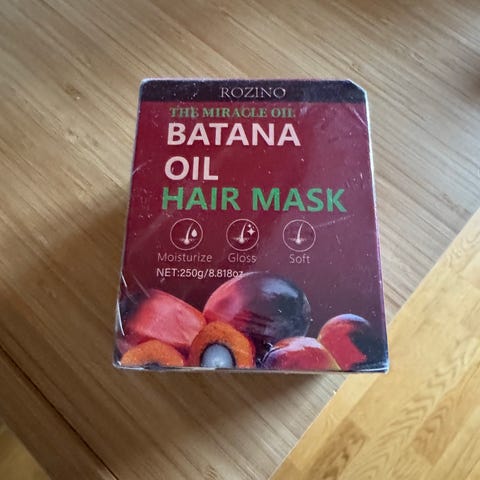 ROZINO
THE MIRACLE OIL
BATANA
OIL
HAIR MASK
Moisturize Gloss Soft
NET:250g/8.818oz